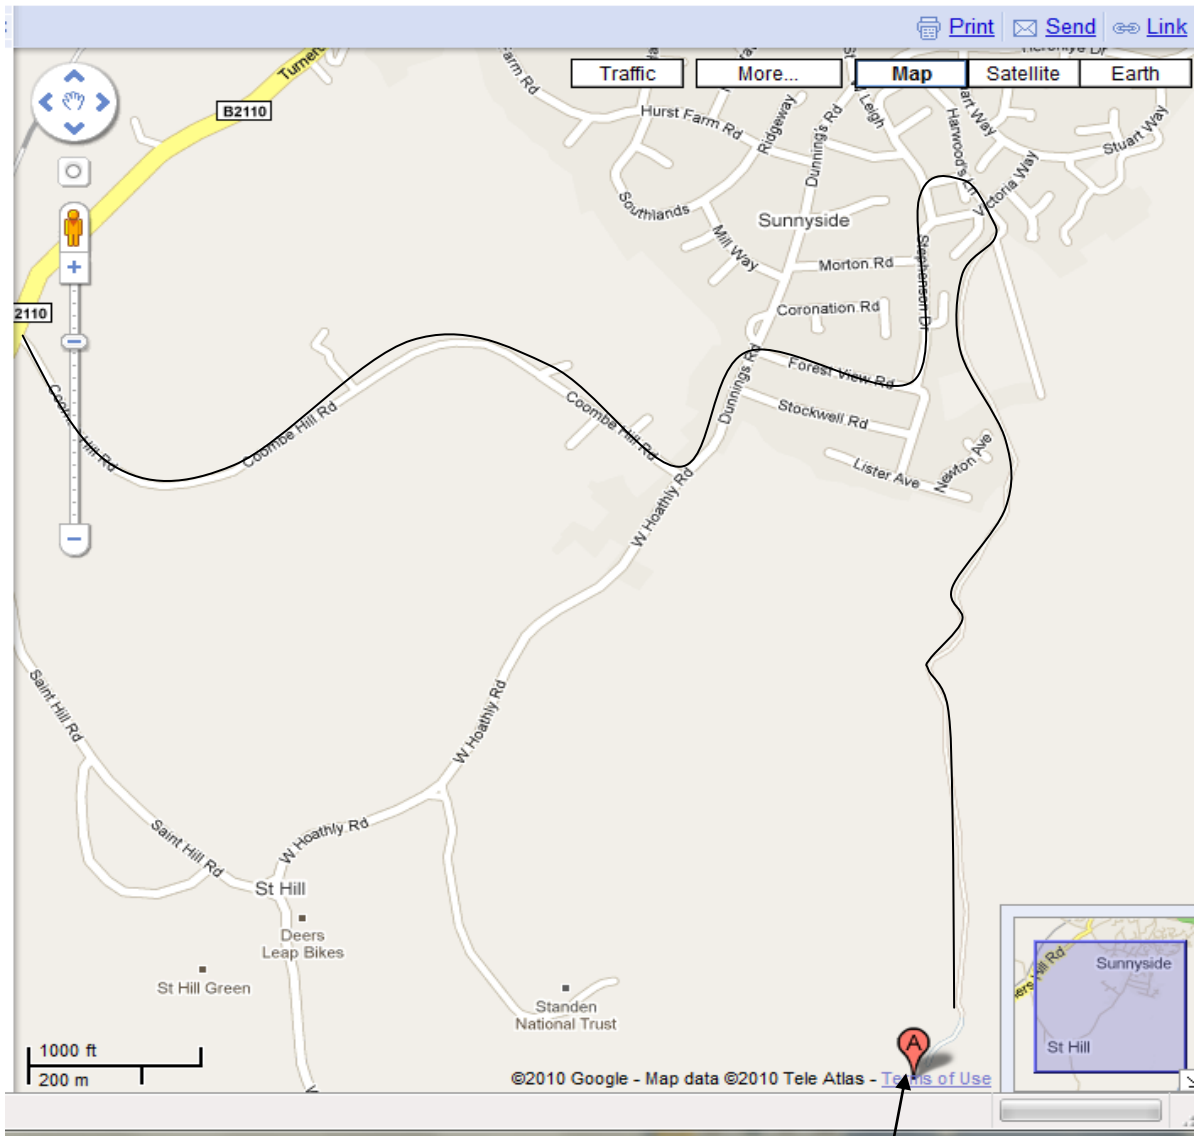 Print Send Link
Traffic More... Map Satellite Earth
B2110
Farm Rd
Hurst Farm Rd
Ridgeway
Dunning's Rd
Leigh
Harwood's Ln
Stuart Way
Victoria Way
Southlands
Sunnyside
Mill Way
Morton Rd
Stephenson Dr
Coronation Rd
2110
Dunnings Rd
Forest View Rd
Stockwell Rd
Coombe Hill Rd
Coombe Hill Rd
Coombe Hill Rd
Lister Ave
Newton Ave
W Hoathly Rd
Saint Hill Rd
W Hoathly Rd
Saint Hill Rd
W Hoathly Rd
St Hill
Deers
Leap Bikes
St Hill Green
Standen
National Trust
Sunnyside
St Hill
A
1000 ft
200 m
©2010 Google - Map data ©2010 Tele Atlas - Terms of Use